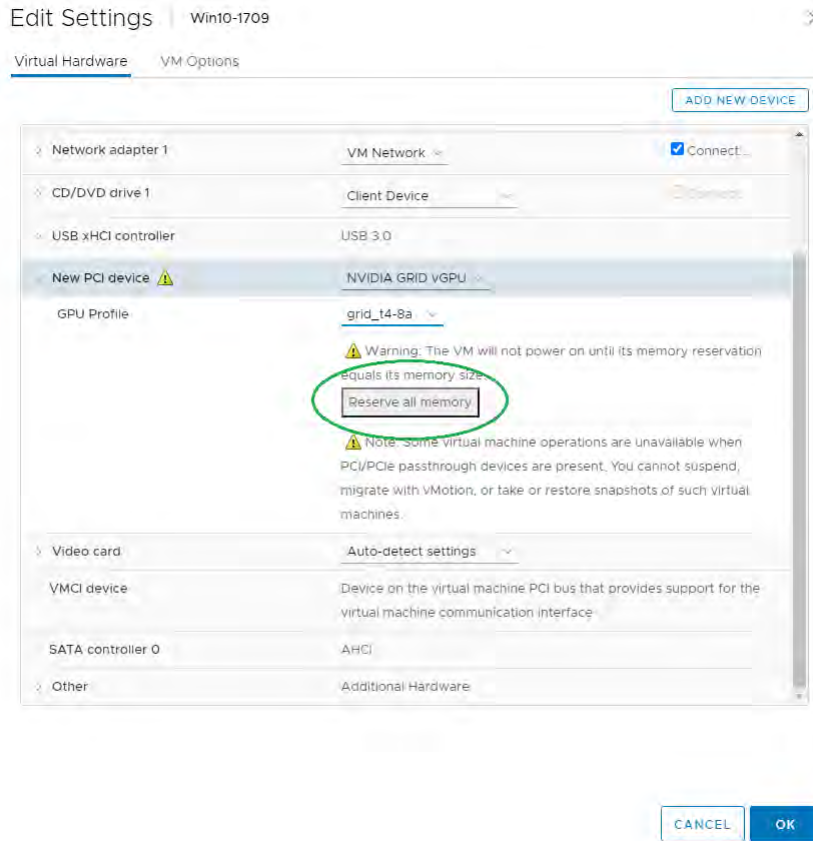 Edit Settings | Win10-1709
Virtual Hardware VM Options
ADD NEW DEVICE
Network adapter 1 VM Network Connect...
CD/DVD drive 1 Client Device
USB xHCI controller USB 3.0
New PCI device NVIDIA GRID vGPU
GPU Profile grid_t4-8a
Warning: The VM will not power on until its memory reservation
equals its memory size.
Reserve all memory
Note: Some virtual machine operations are unavailable when
PCI/PCIe passthrough devices are present. You cannot suspend,
migrate with vMotion, or take or restore snapshots of such virtual
machines.
Video card Auto-detect settings
VMCI device Device on the virtual machine PCI bus that provides support for the
virtual machine communication interface
SATA controller 0 AHCI
Other Additional Hardware
CANCEL OK